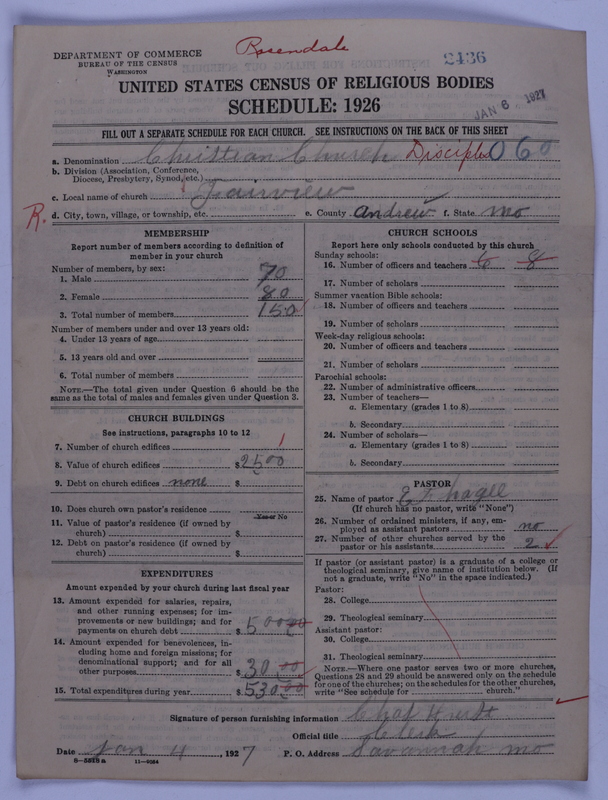 Rosendale
2436
DEPARTMENT OF COMMERCE
BUREAU OF THE CENSUS
WASHINGTON
UNITED STATES CENSUS OF RELIGIOUS BODIES
SCHEDULE: 1926
JAN 6 1927
FILL OUT A SEPARATE SCHEDULE FOR EACH CHURCH. SEE INSTRUCTIONS ON THE BACK OF THIS SHEET
a. Denomination Christian Church Disciples 060
b. Division (Association, Conference, Diocese, Presbytery, Synod, etc.)
c. Local name of church Fairview
R. d. City, town, village, or township, etc. e. County Andrew f. State Mo
MEMBERSHIP
Report number of members according to definition of member in your church
Number of members, by sex:
1. Male 70
2. Female 80
3. Total number of members 150
Number of members under and over 13 years old:
4. Under 13 years of age
5. 13 years old and over
6. Total number of members
NOTE.—The total given under Question 6 should be the same as the total of males and females given under Question 3.
CHURCH BUILDINGS
See instructions, paragraphs 10 to 12
7. Number of church edifices 1
8. Value of church edifices $2500
9. Debt on church edifices none $
10. Does church own pastor's residence
Yes or No
11. Value of pastor's residence (if owned by church) $
12. Debt on pastor's residence (if owned by church) $
EXPENDITURES
Amount expended by your church during last fiscal year
13. Amount expended for salaries, repairs, and other running expenses; for improvements or new buildings; and for payments on church debt $500 00
14. Amount expended for benevolences, including home and foreign missions; for denominational support; and for all other purposes $30 00
15. Total expenditures during year $530 00
CHURCH SCHOOLS
Report here only schools conducted by this church
Sunday schools:
16. Number of officers and teachers 6 8
17. Number of scholars
Summer vacation Bible schools:
18. Number of officers and teachers
19. Number of scholars
Week-day religious schools:
20. Number of officers and teachers
21. Number of scholars
Parochial schools:
22. Number of administrative officers
23. Number of teachers—
a. Elementary (grades 1 to 8)
b. Secondary
24. Number of scholars—
a. Elementary (grades 1 to 8)
b. Secondary
PASTOR
25. Name of pastor E
(If church has no pastor, write "None")
26. Number of ordained ministers, if any, employed as assistant pastors no
27. Number of other churches served by the pastor or his assistants 2
If pastor (or assistant pastor) is a graduate of a college or theological seminary, give name of institution below. (If not a graduate, write "No" in the space indicated.)
Pastor:
28. College
29. Theological seminary
Assistant pastor:
30. College
31. Theological seminary
NOTE.—Where one pastor serves two or more churches, Questions 28 and 29 should be answered only on the schedule for one of the churches; on the schedules for the other churches, write "See schedule for church."
Signature of person furnishing information Chas
Official title Clerk
Date Jan 4, 1927 P. O. Address Savannah Mo
8—5518a 11—9064